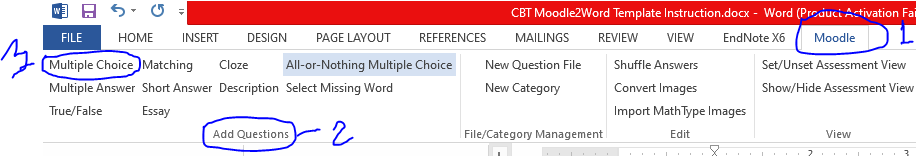 CBT Moodle2Word Template Instruction.docx - Word (Product Activation Fai
FILE HOME INSERT DESIGN PAGE LAYOUT REFERENCES MAILINGS REVIEW VIEW EndNote X6 Moodle 1
3 Multiple Choice Matching Cloze All-or-Nothing Multiple Choice New Question File Shuffle Answers Set/Unset Assessment View
Multiple Answer Short Answer Description Select Missing Word New Category Convert Images Show/Hide Assessment View
True/False Essay Import MathType Images
Add Questions 2 File/Category Management Edit View
2 3